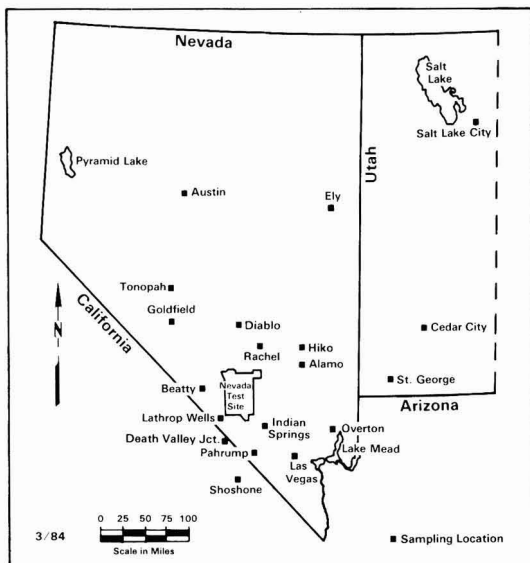 Nevada
Salt
Lake
Salt Lake City
Utah
Pyramid Lake
Austin
Ely
Tonopah
California
Goldfield
N
Diablo
Cedar City
Rachel
Hiko
Alamo
Nevada
Test
Site
Beatty
St. George
Arizona
Lathrop Wells
Indian
Springs
Overton
Death Valley Jct.
Lake Mead
Pahrump
Las
Vegas
Shoshone
3/84
0 25 50 75 100
Scale in Miles
Sampling Location